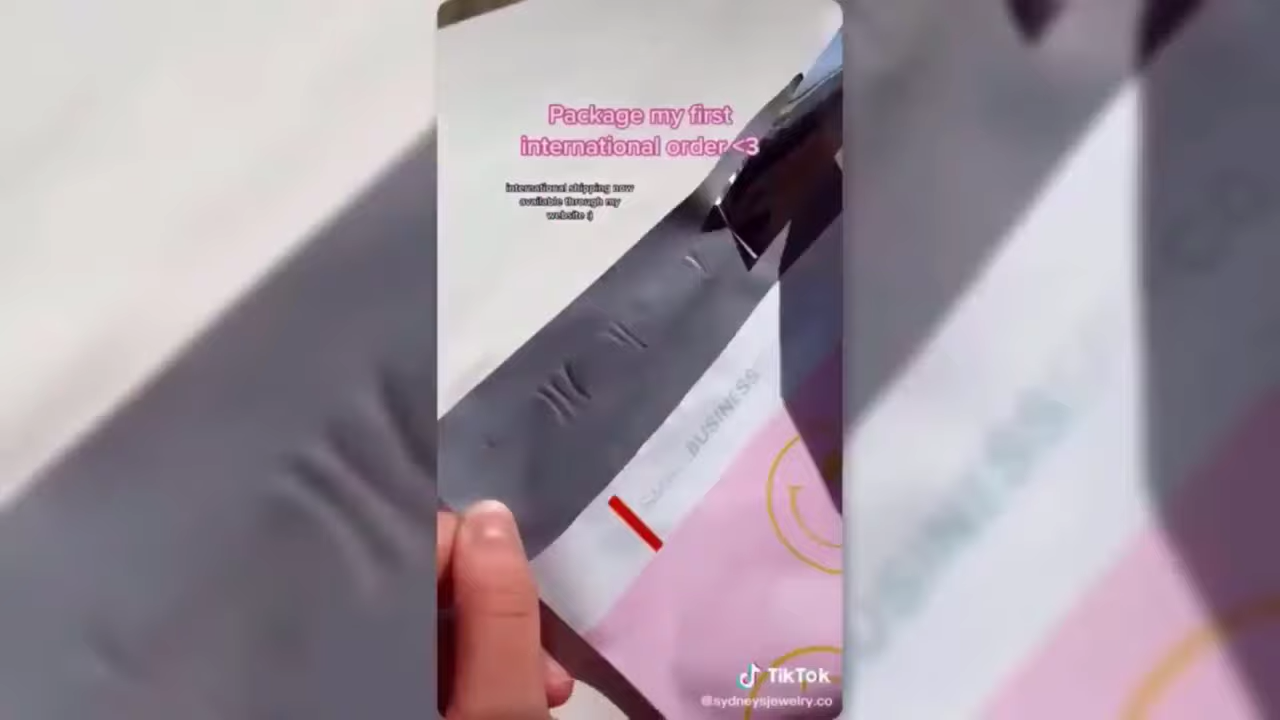 Package my first
international order <3
international shipping now
available through my
website :)
BUSINESS
TikTok
@sydneysjewelry.co